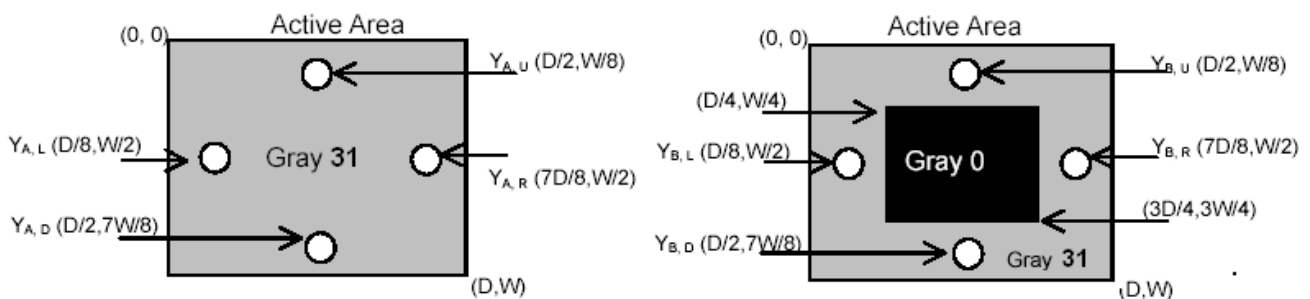 Active Area
(0, 0)
YA, U (D/2,W/8)
YA, L (D/8,W/2)
Gray 31
YA, R (7D/8,W/2)
YA, D (D/2,7W/8)
(D,W)
Active Area
(0, 0)
YB, U (D/2,W/8)
(D/4,W/4)
YB, L (D/8,W/2)
Gray 0
YB, R (7D/8,W/2)
(3D/4,3W/4)
YB, D (D/2,7W/8)
Gray 31
(D,W)